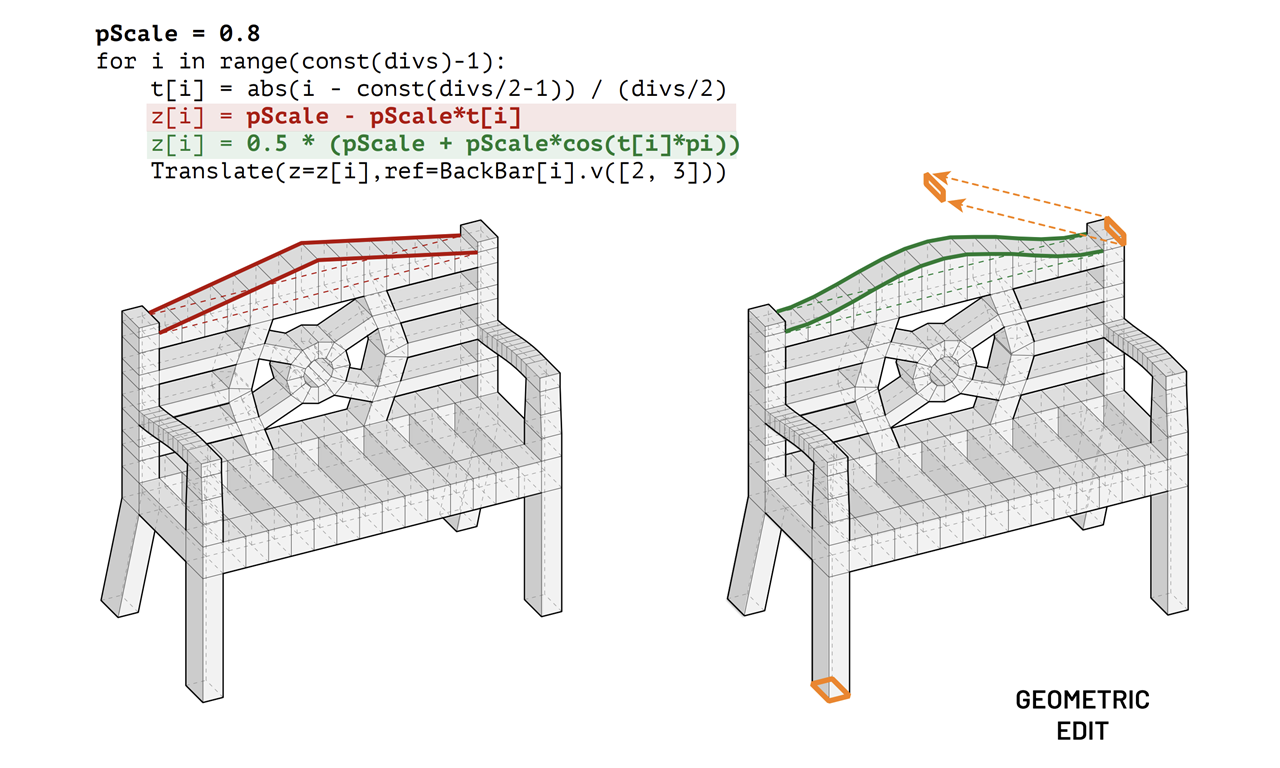 pScale = 0.8
for i in range(const(divs)-1):
    t[i] = abs(i - const(divs/2-1)) / (divs/2)
    z[i] = pScale - pScale*t[i]
    z[i] = 0.5 * (pScale + pScale*cos(t[i]*pi))
    Translate(z=z[i],ref=BackBar[i].v([2, 3]))
GEOMETRIC
EDIT